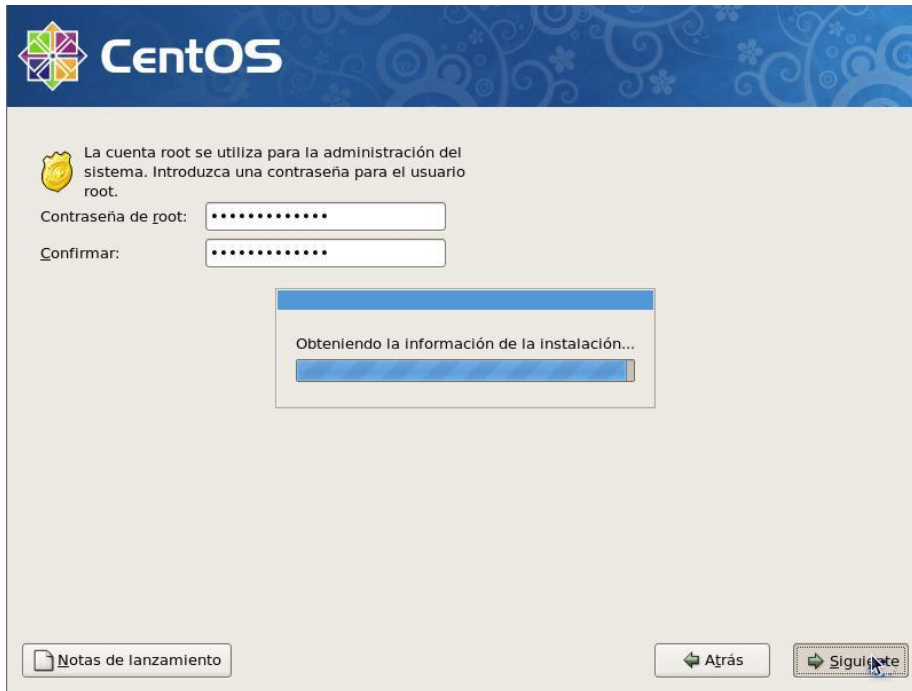 CentOS
La cuenta root se utiliza para la administración del
sistema. Introduzca una contraseña para el usuario
root.
Contraseña de root: •••••••••••••
Confirmar: •••••••••••••
Obteniendo la información de la instalación...
Notas de lanzamiento
Atrás
Siguiente